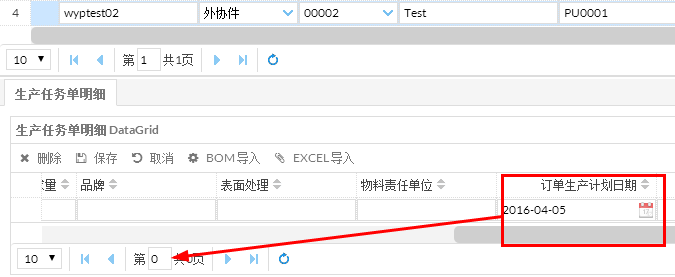 4 wyptest02 外协件 00002 Test PU0001
10 第 1 共1页
生产任务单明细
生产任务单明细 DataGrid
删除 保存 取消 BOM导入 EXCEL导入
品牌 表面处理 物料责任单位 订单生产计划日期
2016-04-05
10 第 0 共0页